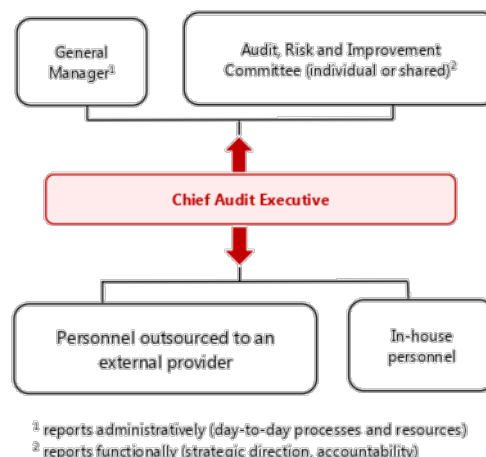 General
Manager¹
Audit, Risk and Improvement
Committee (individual or shared)²
Chief Audit Executive
Personnel outsourced to an
external provider
In-house
personnel
¹ reports administratively (day-to-day processes and resources)
² reports functionally (strategic direction, accountability)